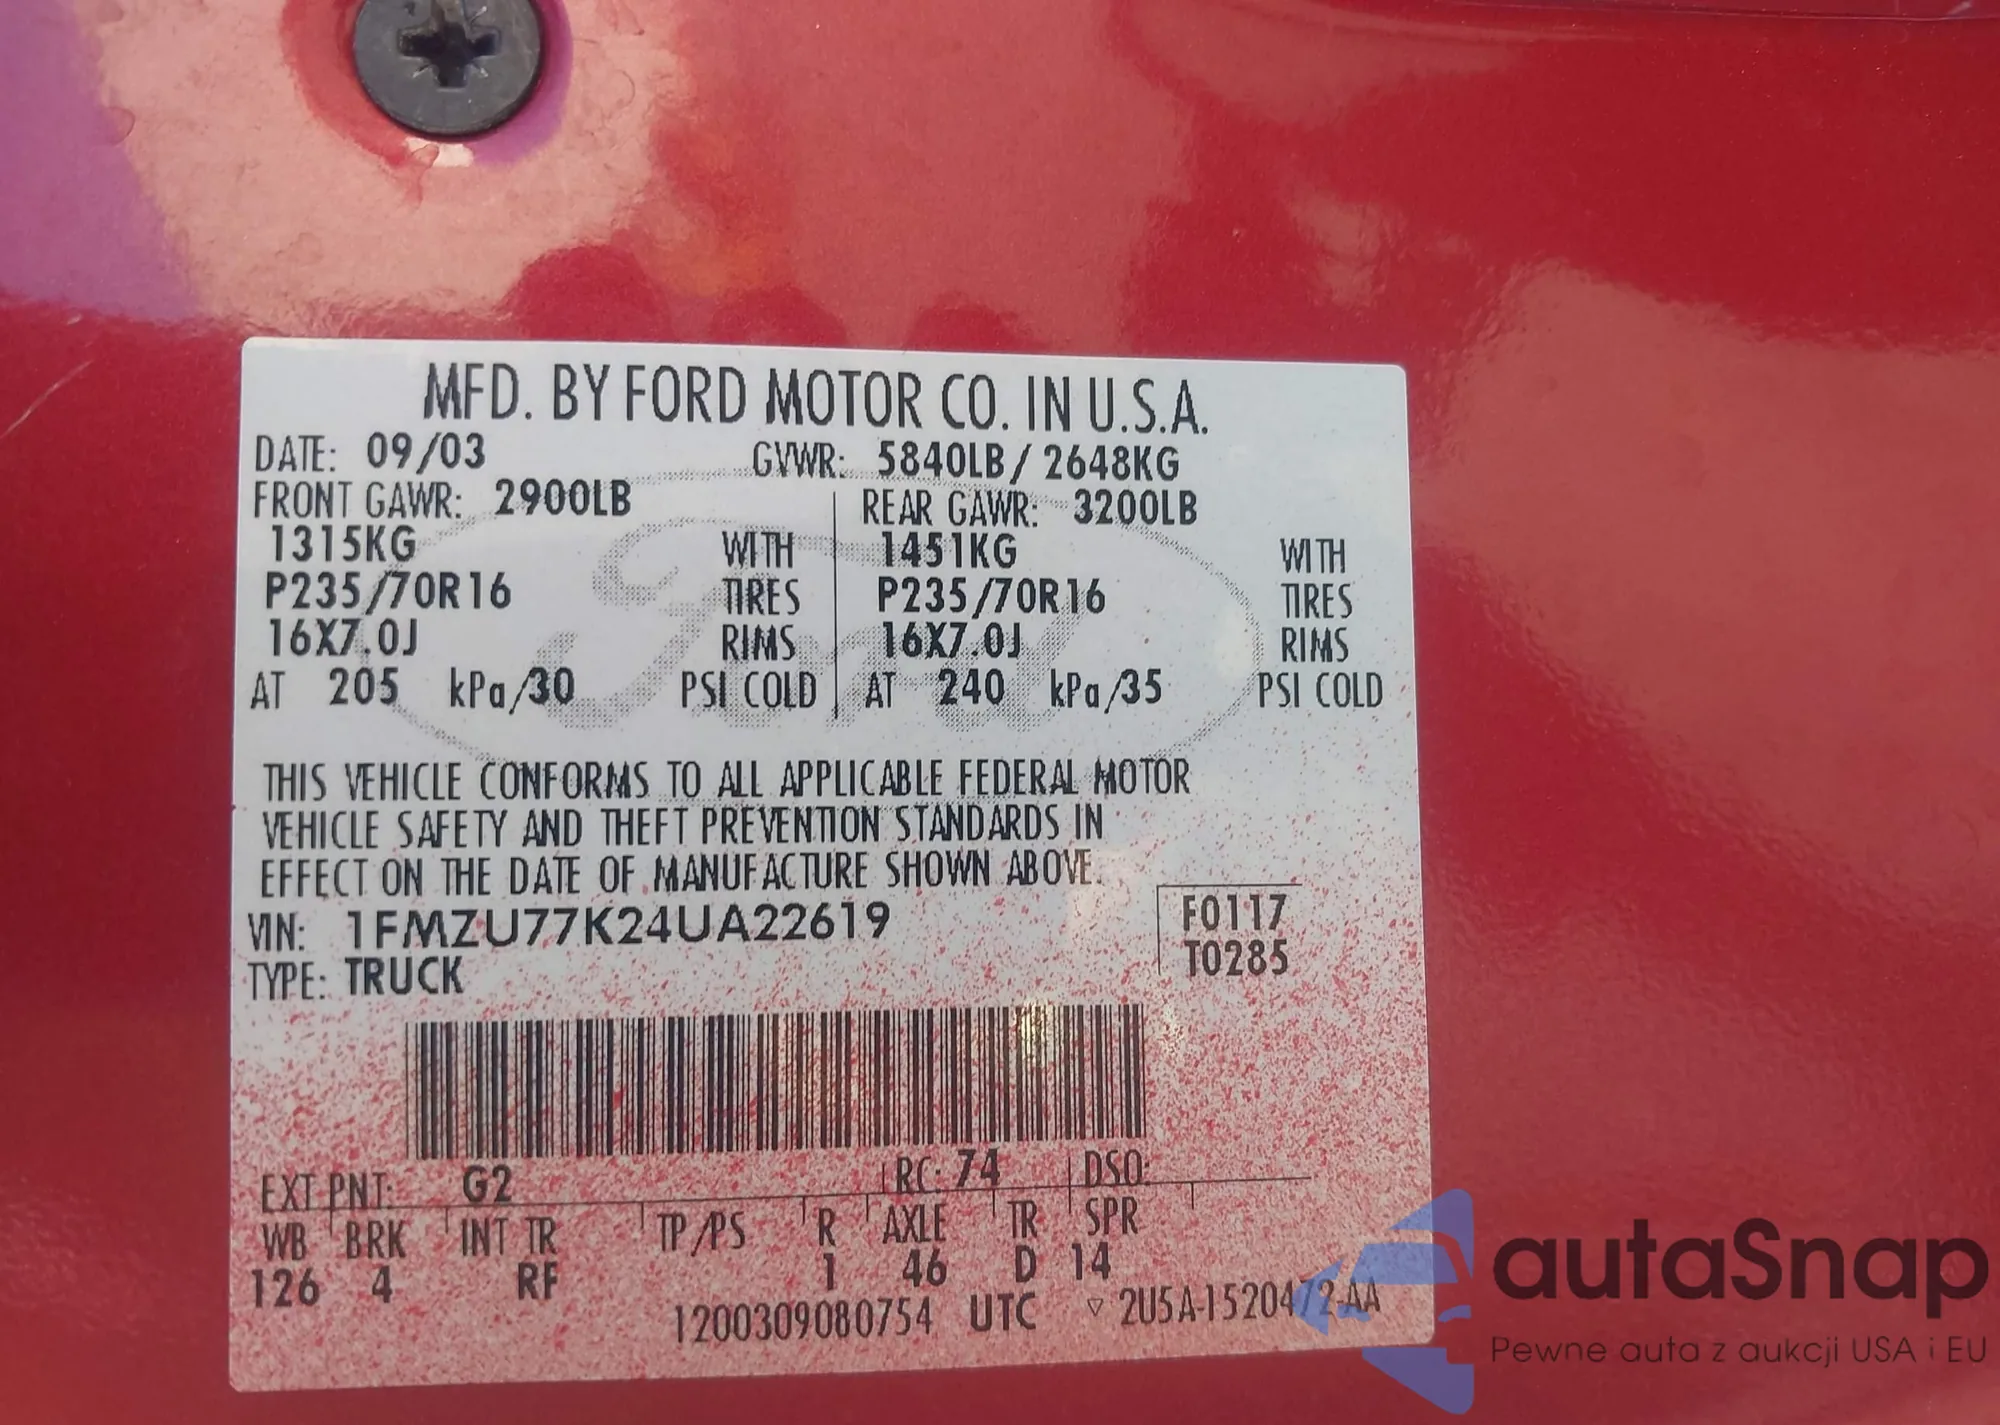 MFD. BY FORD MOTOR CO. IN U.S.A.
DATE: 09/03 GVWR: 5840LB / 2648KG
FRONT GAWR: 2900LB REAR GAWR: 3200LB
1315KG WITH 1451KG WITH
P235/70R16 TIRES P235/70R16 TIRES
16X7.0J RIMS 16X7.0J RIMS
AT 205 kPa/30 PSI COLD AT 240 kPa/35 PSI COLD
Ford
THIS VEHICLE CONFORMS TO ALL APPLICABLE FEDERAL MOTOR
VEHICLE SAFETY AND THEFT PREVENTION STANDARDS IN
EFFECT ON THE DATE OF MANUFACTURE SHOWN ABOVE.
VIN: 1FMZU77K24UA22619 F0117
TYPE: TRUCK T0285
EXT PNT: G2 RC: 74 DSO:
WB BRK INT TR TP/PS R AXLE TR SPR
126 4 RF 1 46 D 14
1200309080754 UTC ▽ 2U5A-1520472-AA
autaSnap
Pewne auta z aukcji USA i EU